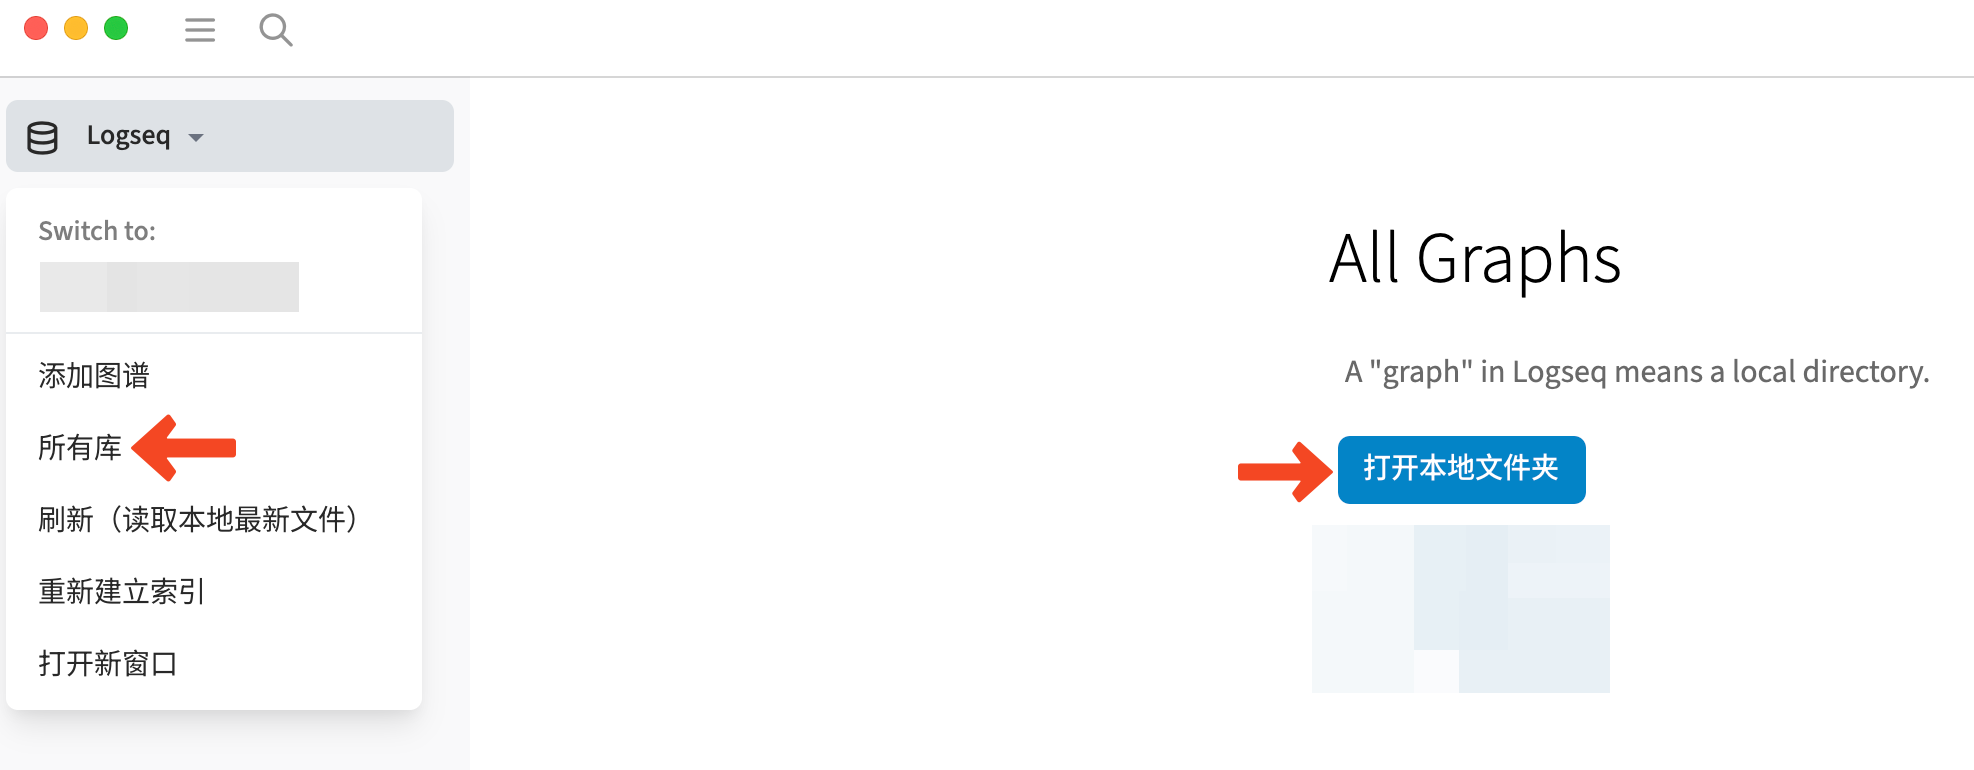 Logseq
Switch to:
添加图谱
所有库
刷新（读取本地最新文件）
重新建立索引
打开新窗口
All Graphs
A "graph" in Logseq means a local directory.
打开本地文件夹